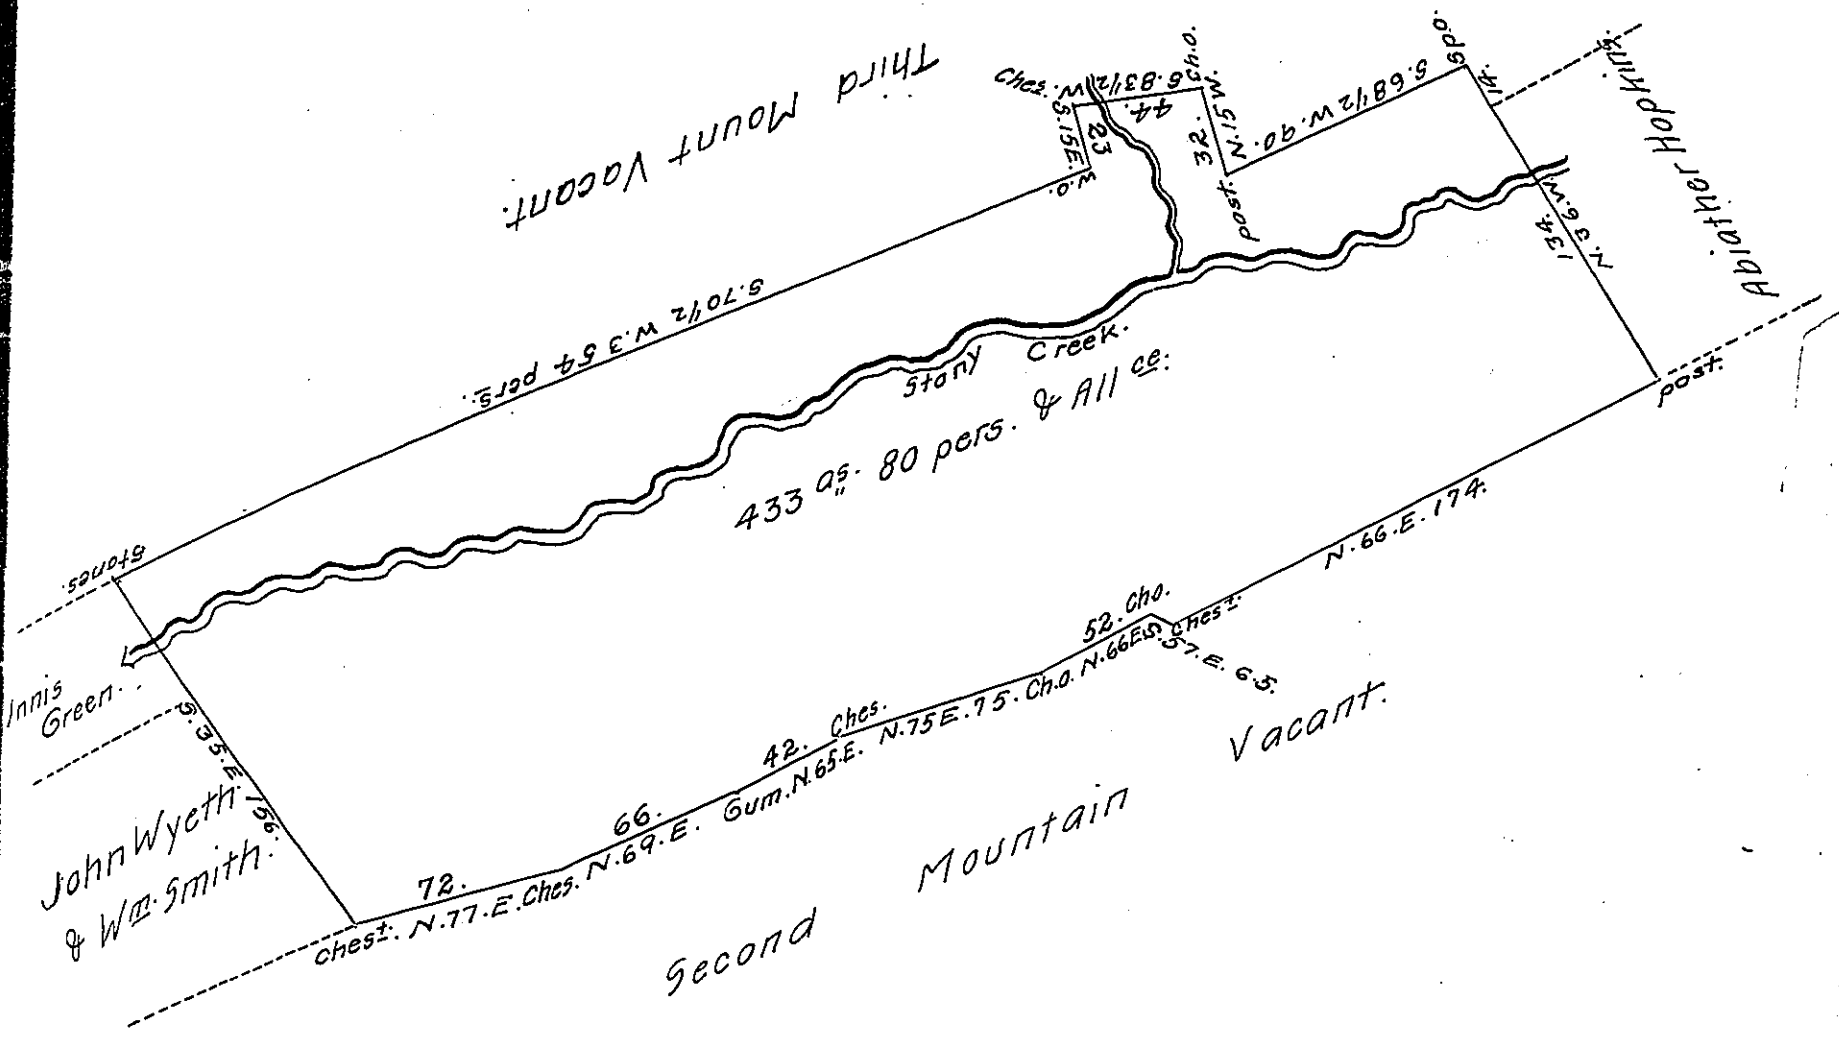 Third Mount Vacant.
Ches. W
S. 83 1/2
44.
Ch.o.
S. 15 E.
23
W.O.
N. 15 W.
32.
post.
S. 68 1/2 W. 90.
Sp.o.
14.
Abiather Hopkins.
N. 36. W.
134.
post.
S. 70 1/2 W. 354 pers.
Stony Creek.
433 as. 80 pers. & All ce.
Stones.
Innis
Green.
S. 35. E 156.
John Wyeth
& Wm. Smith.
Chest. N. 77. E. Ches. N. 69. E. Gum. N. 65. E. N. 75 E. 75. Ch.o. N. 66 E. S. 57. E. 6.5.
72.
66.
42. Ches.
52. Cho.
Chest.
N. 66. E. 174.
Second Mountain Vacant.